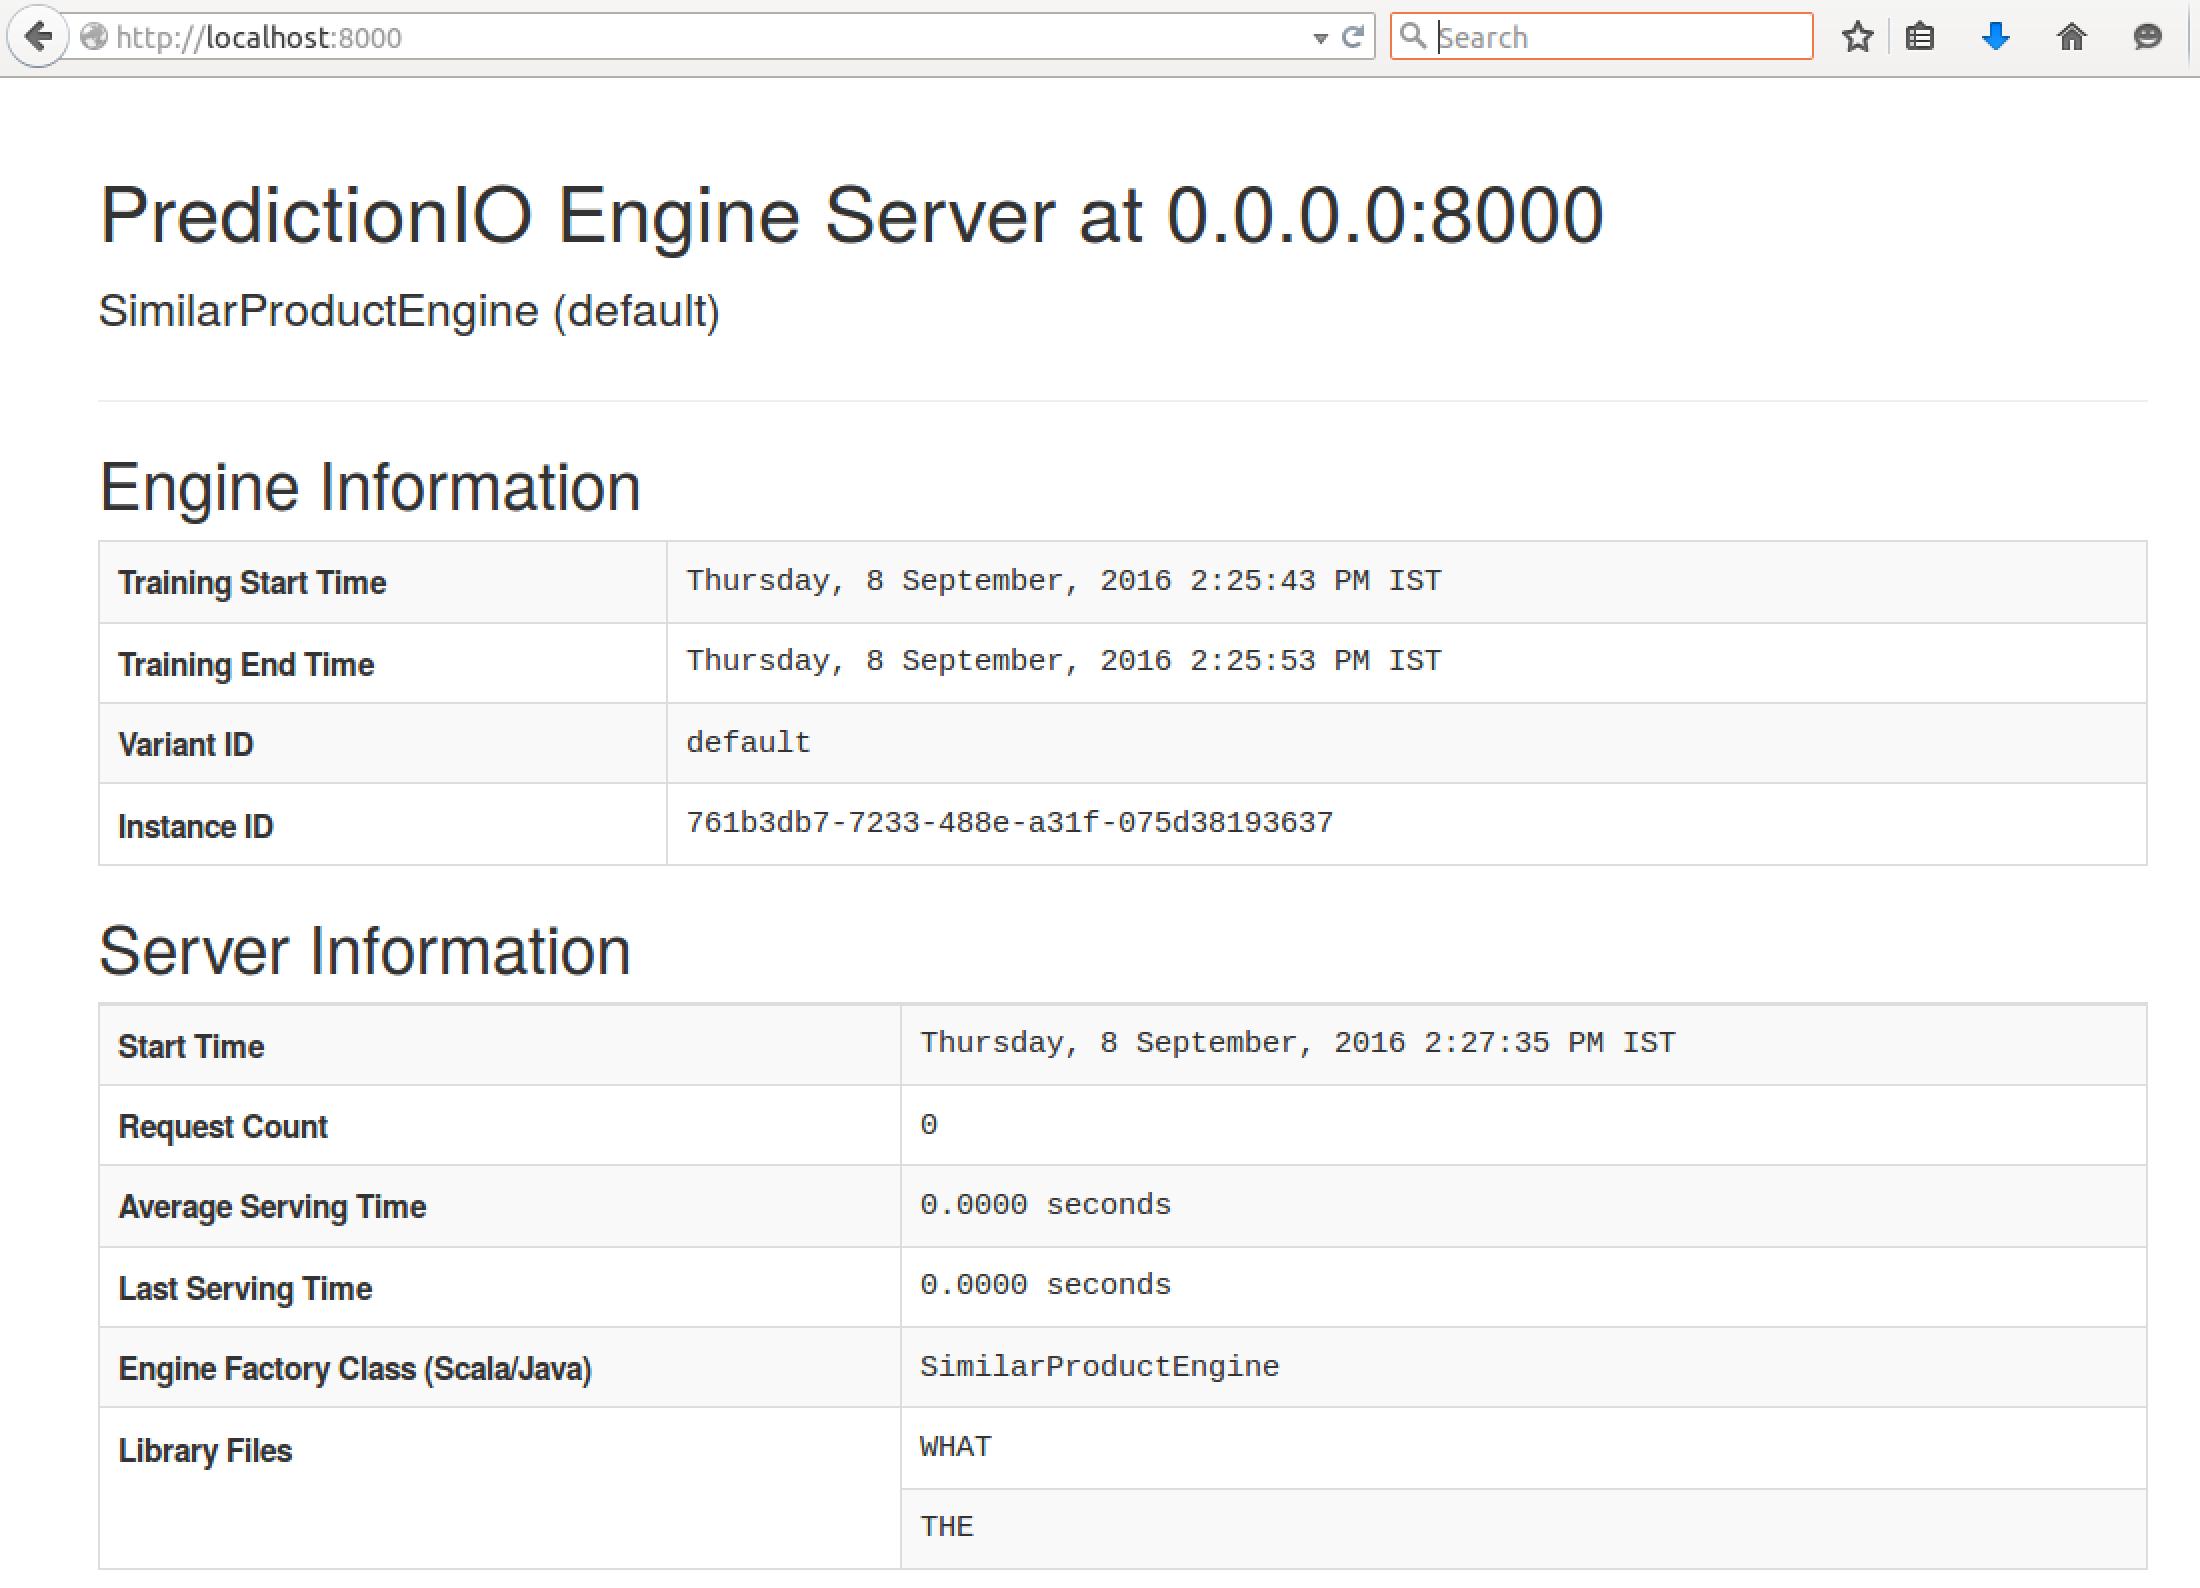 http://localhost:8000 Search
PredictionIO Engine Server at 0.0.0.0:8000
SimilarProductEngine (default)
Engine Information
Training Start Time Thursday, 8 September, 2016 2:25:43 PM IST
Training End Time Thursday, 8 September, 2016 2:25:53 PM IST
Variant ID default
Instance ID 761b3db7-7233-488e-a31f-075d38193637
Server Information
Start Time Thursday, 8 September, 2016 2:27:35 PM IST
Request Count 0
Average Serving Time 0.0000 seconds
Last Serving Time 0.0000 seconds
Engine Factory Class (Scala/Java) SimilarProductEngine
Library Files WHAT
THE